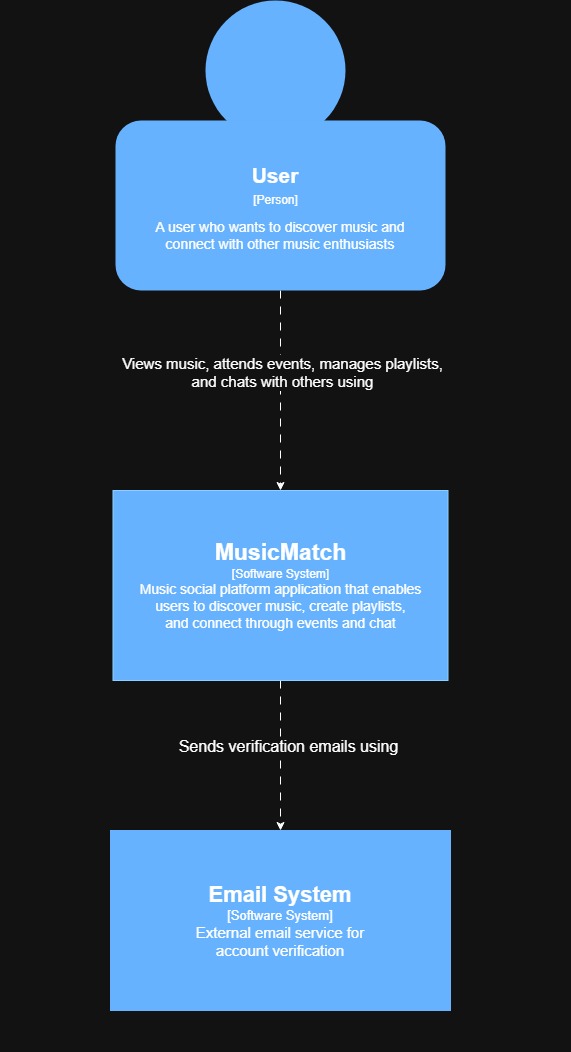 User
[Person]
A user who wants to discover music and
connect with other music enthusiasts
Views music, attends events, manages playlists,
and chats with others using
MusicMatch
[Software System]
Music social platform application that enables
users to discover music, create playlists,
and connect through events and chat
Sends verification emails using
Email System
[Software System]
External email service for
account verification